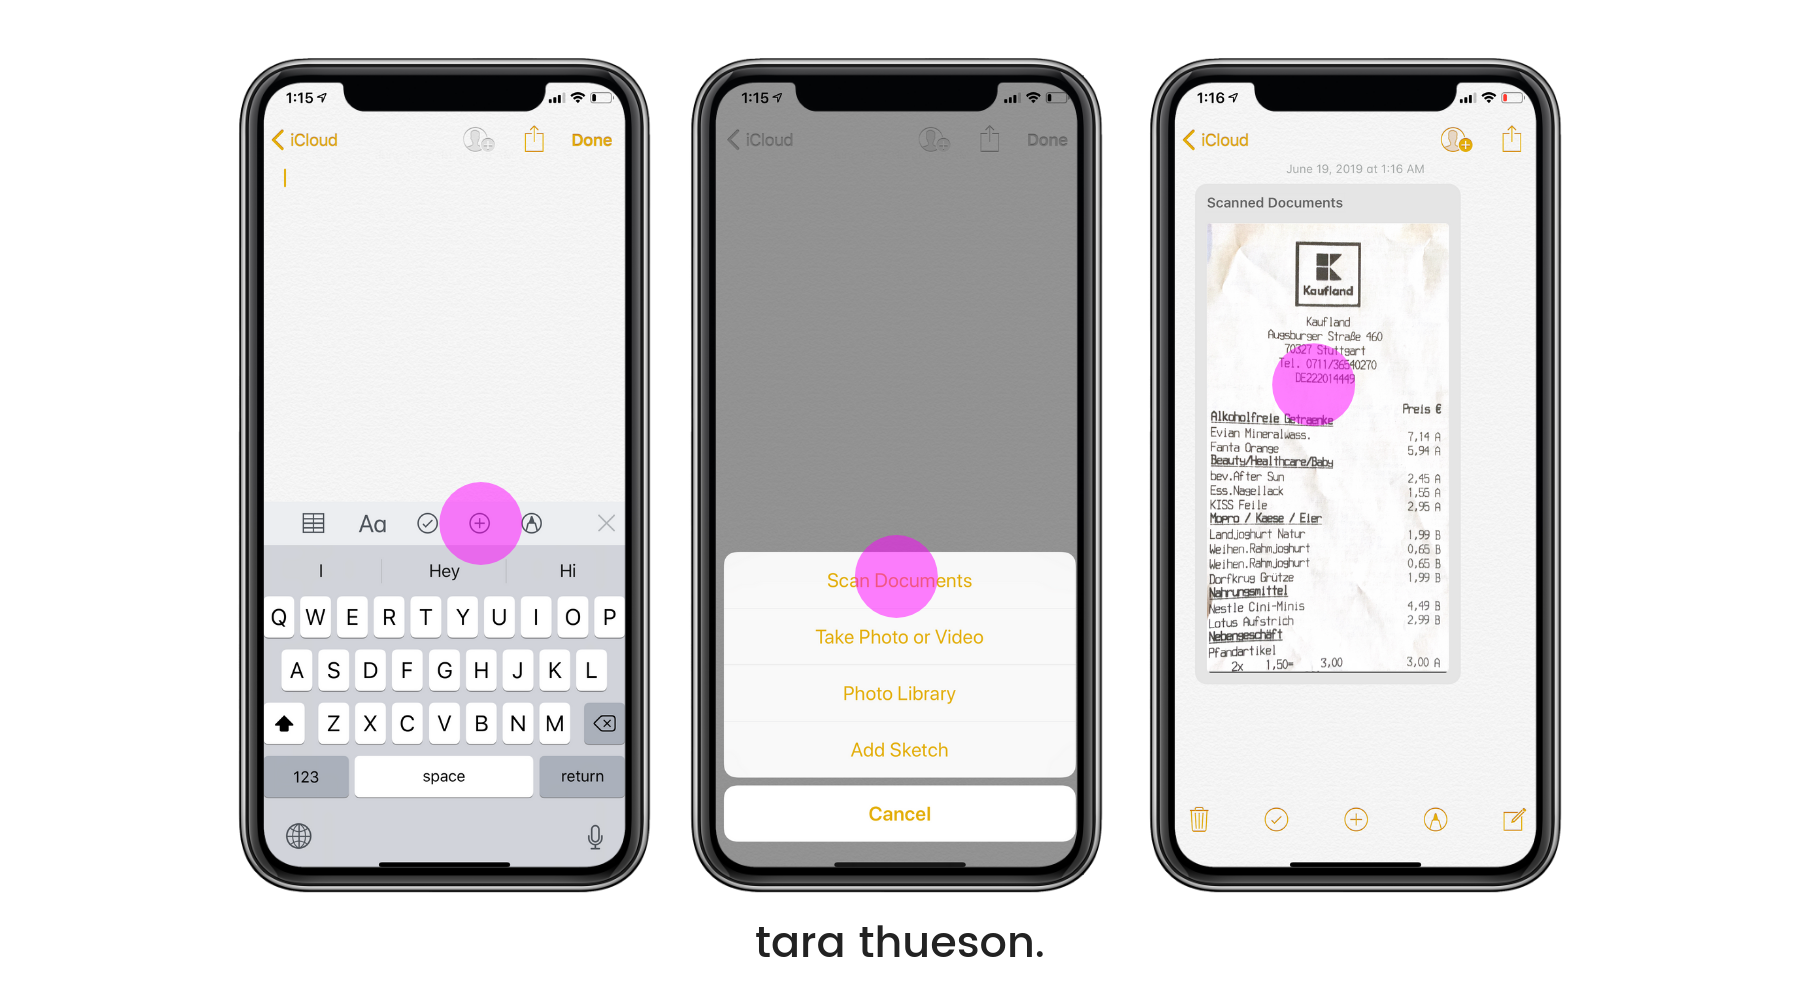 1:15
iCloud
Done
Aa
I Hey Hi
Q W E R T Y U I O P
A S D F G H J K L
Z X C V B N M
123 space return
1:15
iCloud
Done
Scan Documents
Take Photo or Video
Photo Library
Add Sketch
Cancel
1:16
iCloud
June 19, 2019 at 1:16 AM
Scanned Documents
K
Kaufland
Kaufland
Augsburger Straße 460
70327 Stuttgart
Tel. 0711/36540270
DE222014449
Preis €
Alkoholfreie Getraenke
Evian Mineralwass. 7,14 A
Fanta Orange 5,94 A
Beauty/Healthcare/Baby
bev.After Sun 2,45 A
Ess.Nagellack 1,55 A
KISS Feile 2,95 A
Mopro / Kaese / Eier
Landjoghurt Natur 1,99 B
Weihen.Rahmjoghurt 0,65 B
Weihen.Rahmjoghurt 0,65 B
Dorfkrug Grütze 1,99 B
Nahrungsmittel
Nestle Cini-Minis 4,49 B
Lotus Aufstrich 2,99 B
Nebengeschäft
Pfandartikel
2x 1,50= 3,00 3,00 A
tara thueson.